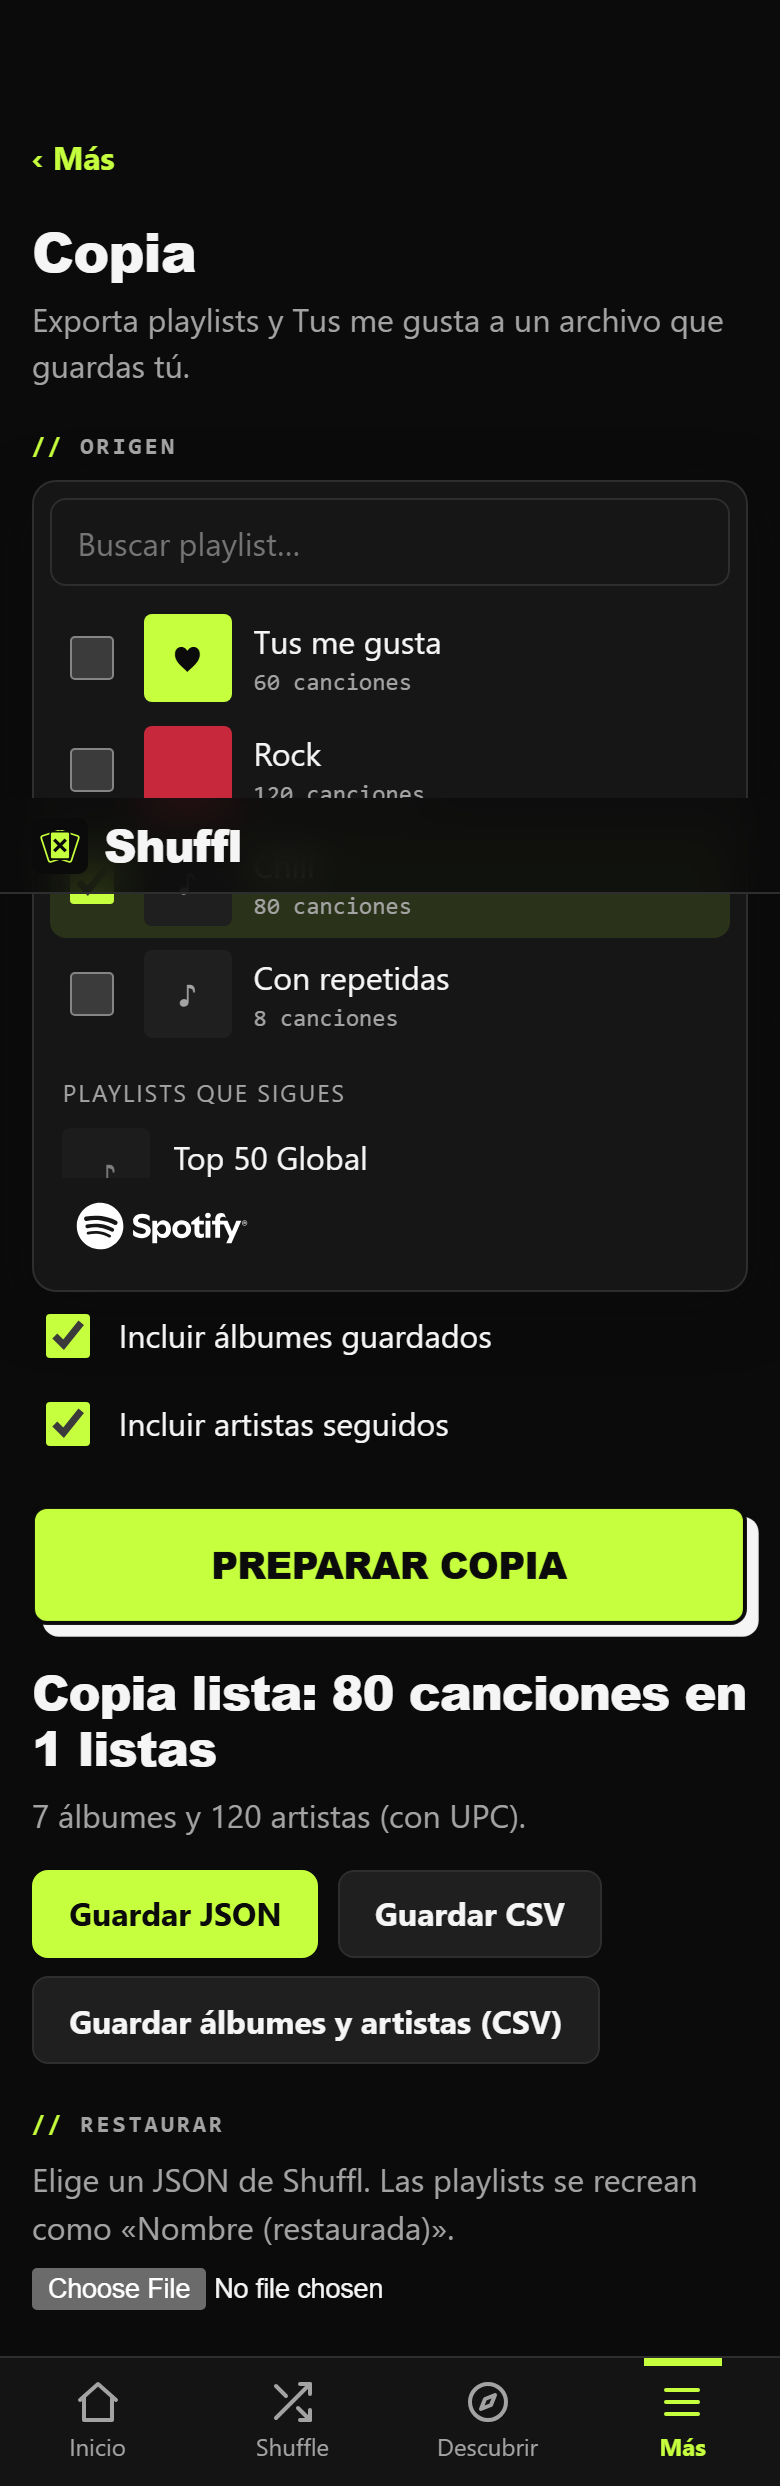 ‹ Más
Copia
Exporta playlists y Tus me gusta a un archivo que
guardas tú.
// ORIGEN
Buscar playlist...
Tus me gusta
60 canciones
Rock
120 canciones
Shuffl
Chill
80 canciones
Con repetidas
8 canciones
PLAYLISTS QUE SIGUES
Top 50 Global
Spotify®
Incluir álbumes guardados
Incluir artistas seguidos
PREPARAR COPIA
Copia lista: 80 canciones en
1 listas
7 álbumes y 120 artistas (con UPC).
Guardar JSON
Guardar CSV
Guardar álbumes y artistas (CSV)
// RESTAURAR
Elige un JSON de Shuffl. Las playlists se recrean
como «Nombre (restaurada)».
Choose File No file chosen
Inicio
Shuffle
Descubrir
Más